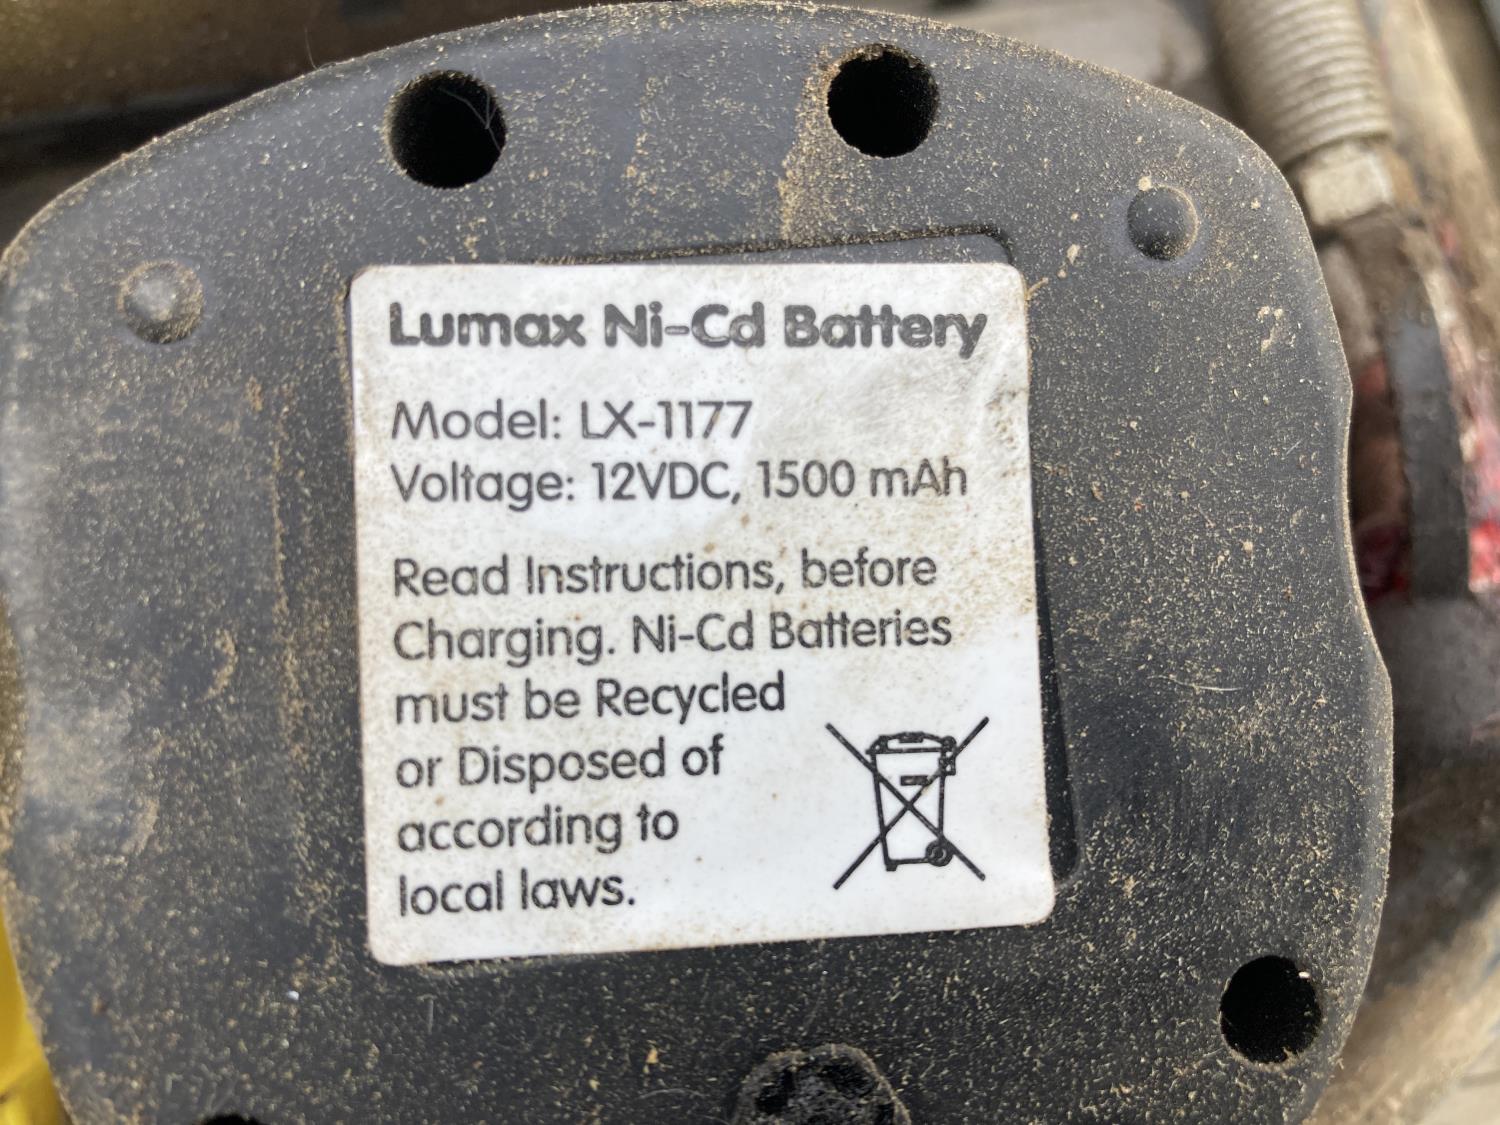 Lumax Ni-Cd Battery
Model: LX-1177
Voltage: 12VDC, 1500 mAh
Read Instructions, before
Charging. Ni-Cd Batteries
must be Recycled
or Disposed of
according to
local laws.